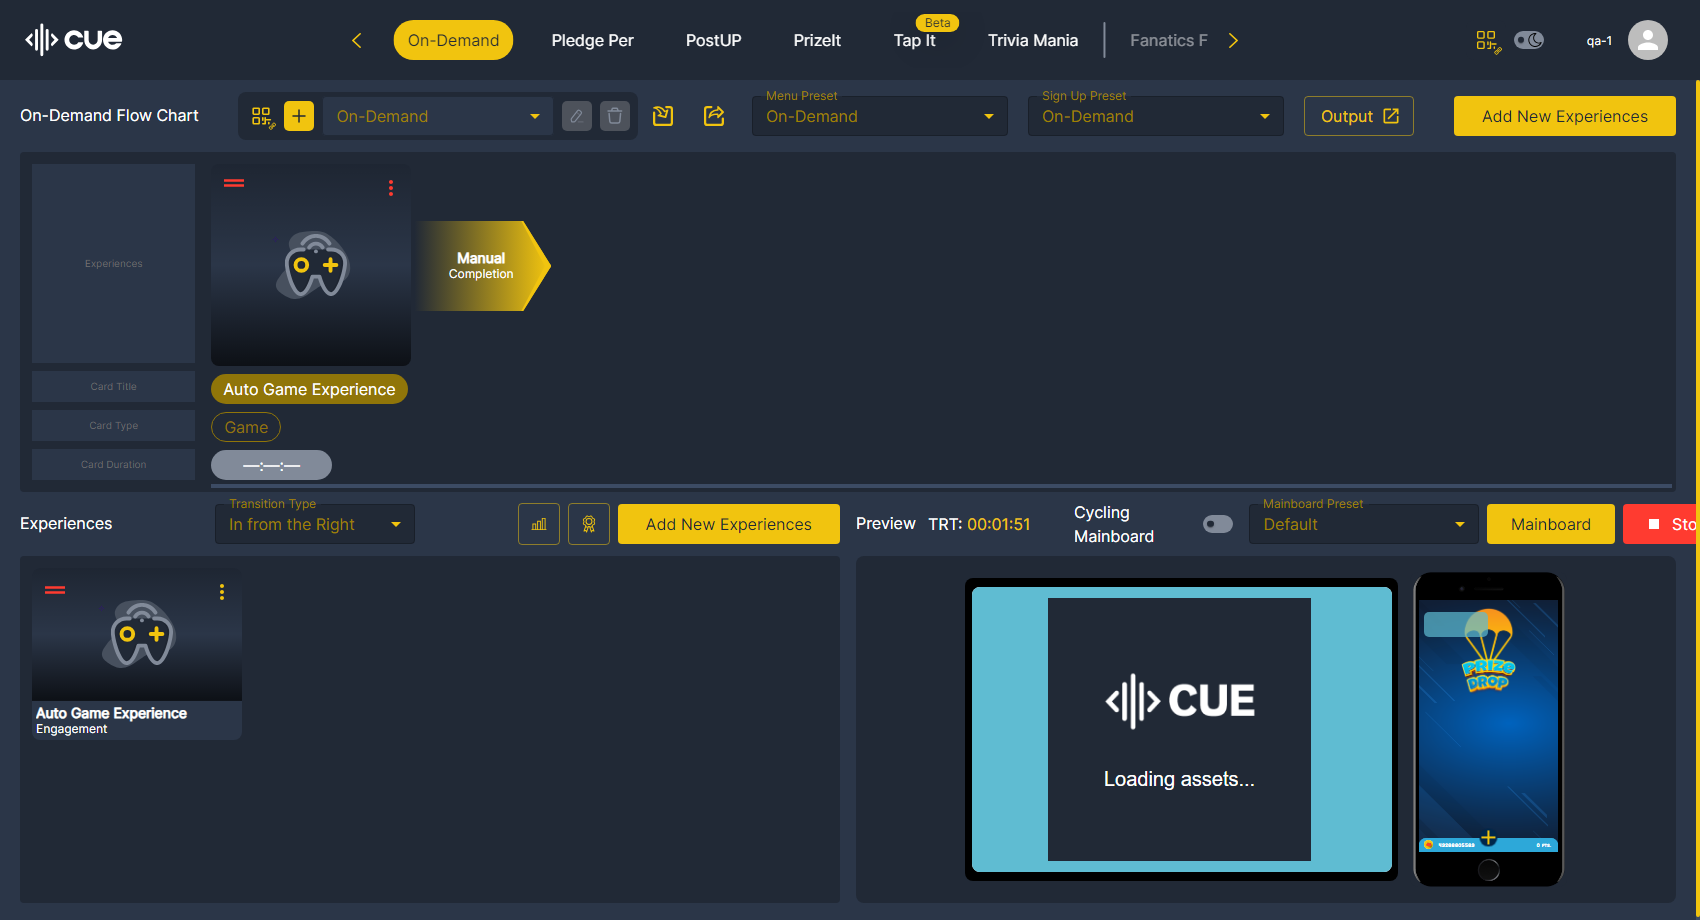 CUE
On-Demand
Pledge Per
PostUP
PrizeIt
Beta
Tap It
Trivia Mania
Fanatics F
qa-1
On-Demand Flow Chart
On-Demand
Menu Preset
On-Demand
Sign Up Preset
On-Demand
Output
Add New Experiences
Experiences
Manual
Completion
Card Title
Auto Game Experience
Card Type
Game
Card Duration
—:—:—
Experiences
Transition Type
In from the Right
Add New Experiences
Preview
TRT: 00:01:51
Cycling
Mainboard
Mainboard Preset
Default
Mainboard
Sto
Auto Game Experience
Engagement
CUE
Loading assets...
PRIZE
DROP
0 Pts.